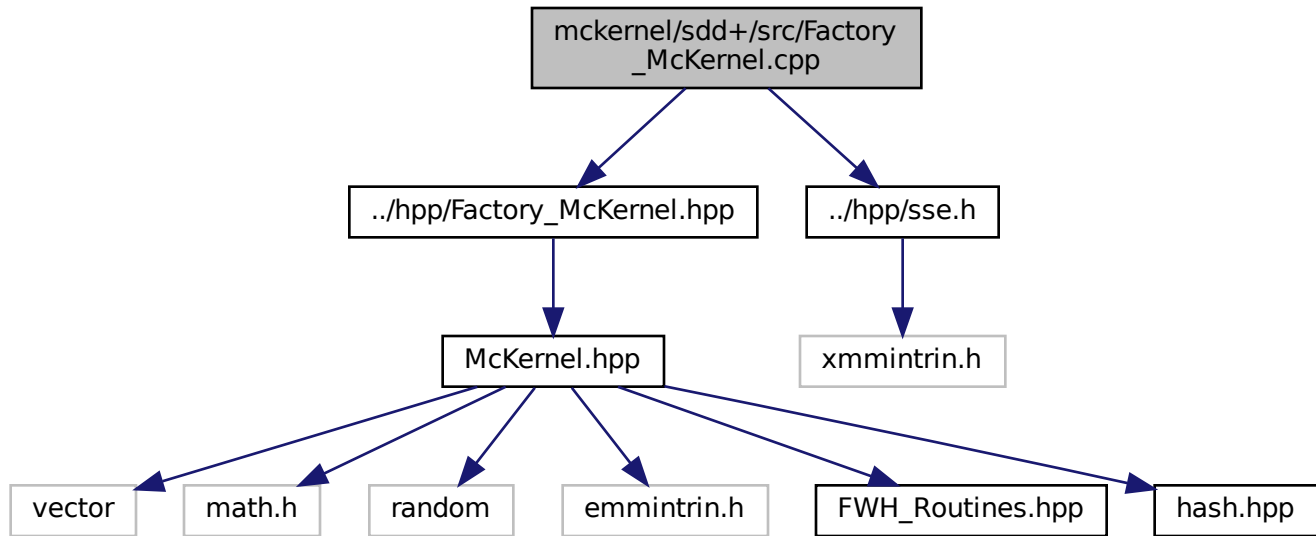 mckernel/sdd+/src/Factory
_McKernel.cpp
../hpp/Factory_McKernel.hpp
../hpp/sse.h
McKernel.hpp
xmmintrin.h
vector
math.h
random
emmintrin.h
FWH_Routines.hpp
hash.hpp